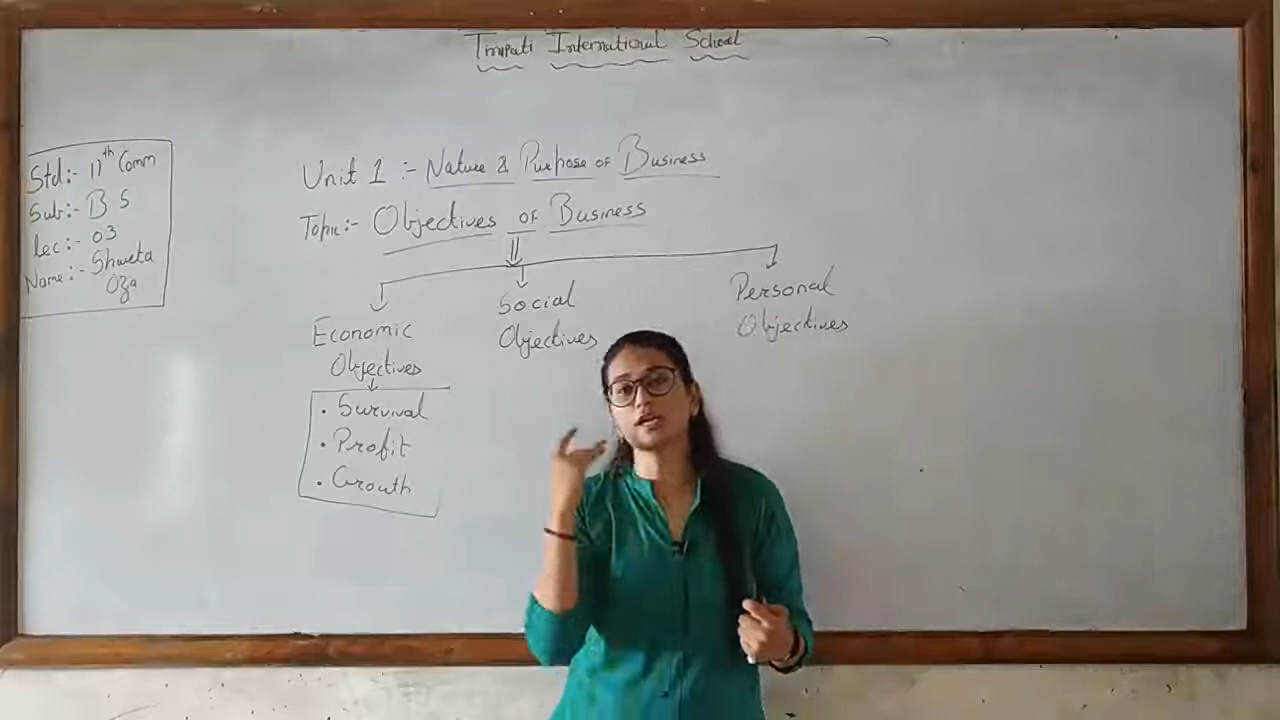 Tirupati International School
Std:- 11th Comm
Sub:- B S
Lec:- 03
Name:- Shweta
Oza
Unit 1 :- Nature & Purpose of Business
Topic:- Objectives of Business
Economic
Objectives
Social
Objectives
Personal
Objectives
• Survival
• Profit
• Growth